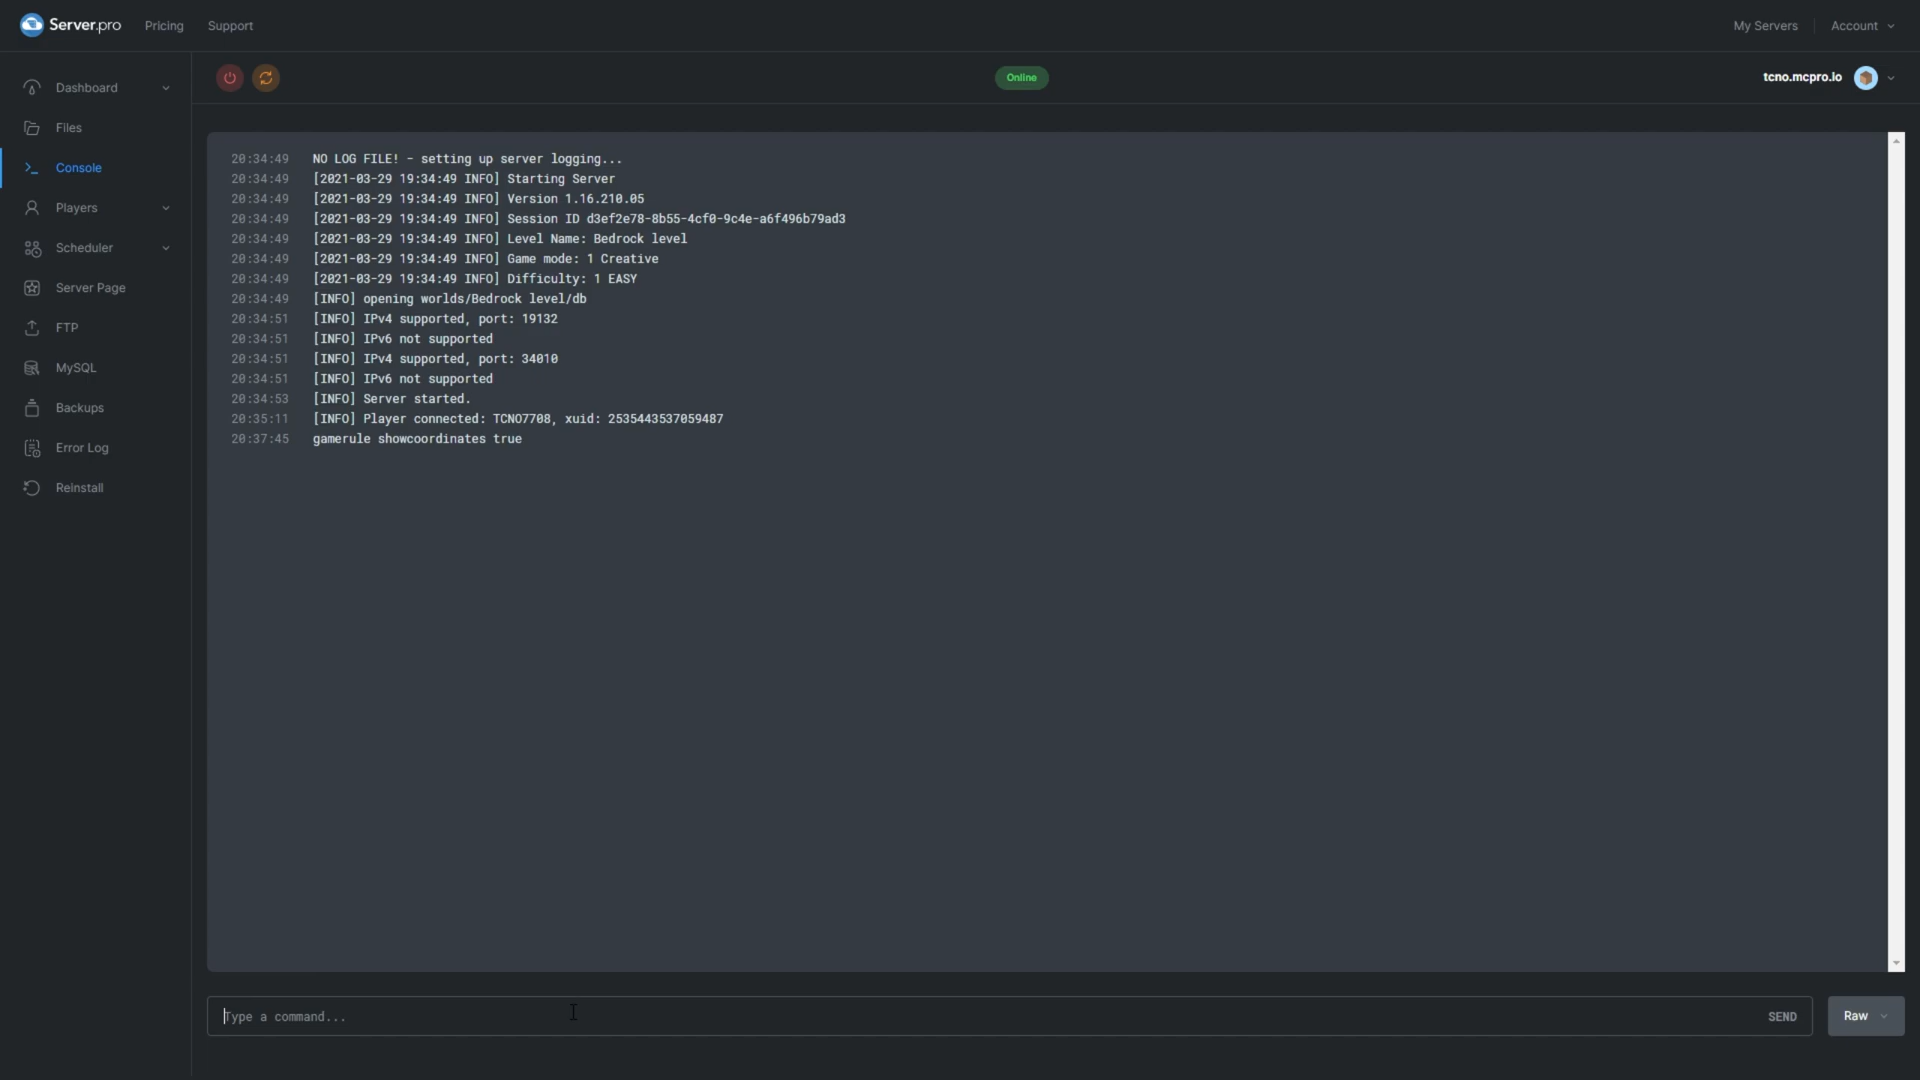 Server.pro Pricing Support My Servers Account
Dashboard
Files
Console
Players
Scheduler
Server Page
FTP
MySQL
Backups
Error Log
Reinstall
Online
tcno.mcpro.io
20:34:49 NO LOG FILE! - setting up server logging...
20:34:49 [2021-03-29 19:34:49 INFO] Starting Server
20:34:49 [2021-03-29 19:34:49 INFO] Version 1.16.210.05
20:34:49 [2021-03-29 19:34:49 INFO] Session ID d3ef2e78-8b55-4cf0-9c4e-a6f496b79ad3
20:34:49 [2021-03-29 19:34:49 INFO] Level Name: Bedrock level
20:34:49 [2021-03-29 19:34:49 INFO] Game mode: 1 Creative
20:34:49 [2021-03-29 19:34:49 INFO] Difficulty: 1 EASY
20:34:49 [INFO] opening worlds/Bedrock level/db
20:34:51 [INFO] IPv4 supported, port: 19132
20:34:51 [INFO] IPv6 not supported
20:34:51 [INFO] IPv4 supported, port: 34010
20:34:51 [INFO] IPv6 not supported
20:34:53 [INFO] Server started.
20:35:11 [INFO] Player connected: TCNO7708, xuid: 2535443537059487
20:37:45 gamerule showcoordinates true
Type a command... SEND Raw